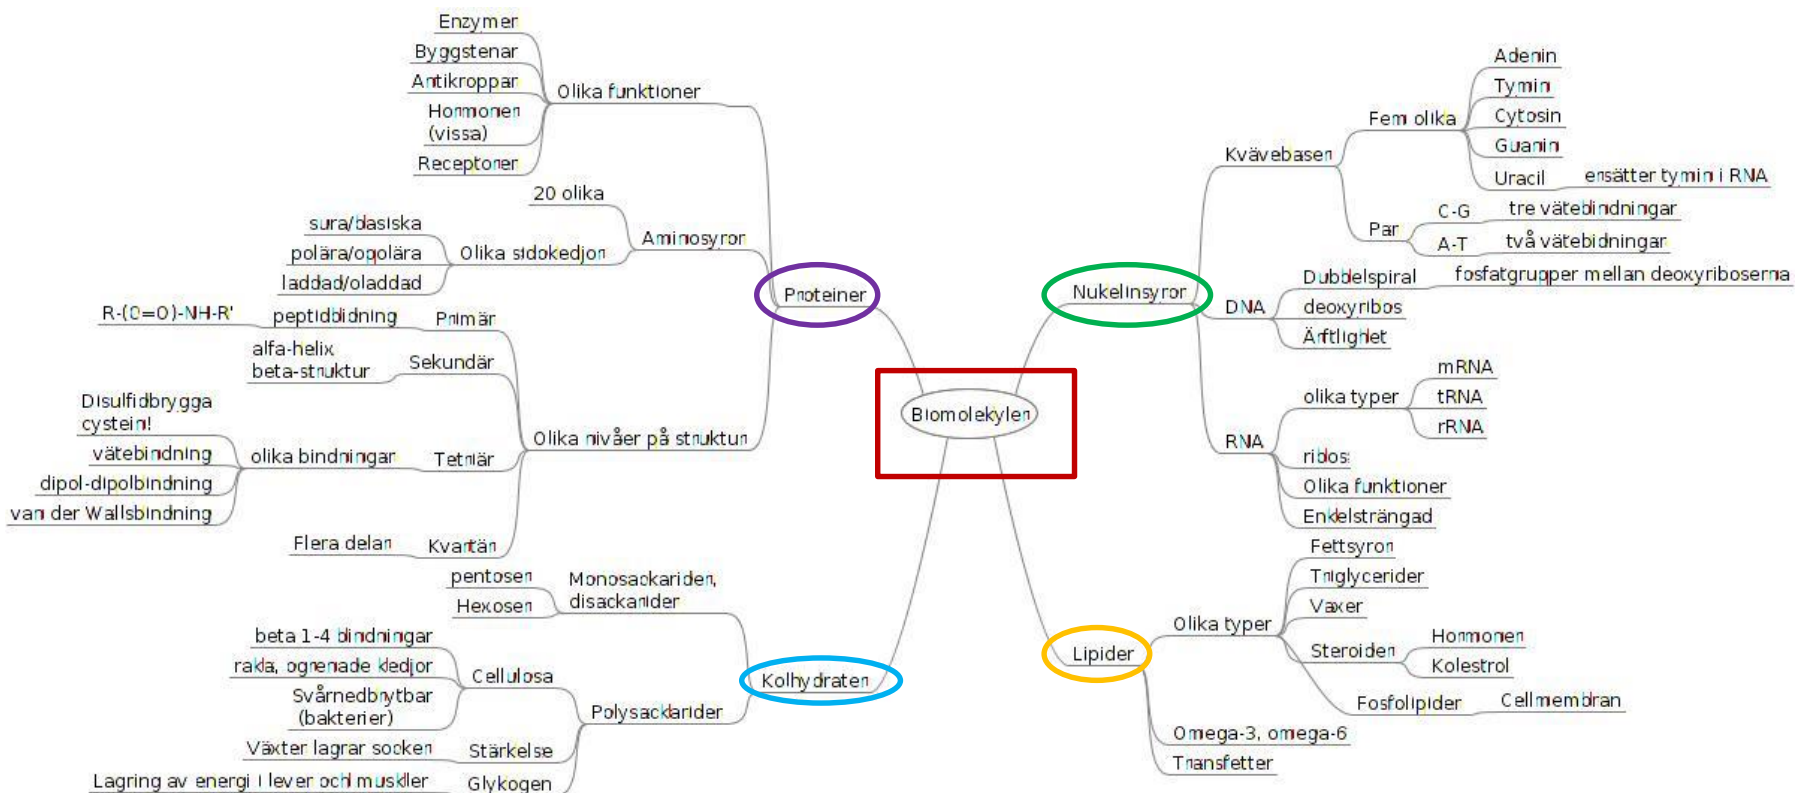 Enzymer
Byggstenar
Antikroppar
Hormoner
(vissa)
Receptorer
Olika funktioner
20 olika
sura/basiska
polära/opolära
laddad/oladdad
Olika sidokedjor
Aminosyror
Proteiner
R-(C=O)-NH-R'
peptidbidning
Primär
alfa-helix
beta-struktur
Sekundär
Disulfidbrygga
cystein!
vätebindning
dipol-dipolbindning
van der Wallsbindning
olika bindningar
Tertiär
Olika nivåer på struktur
Flera delar
Kvartär
Biomolekyler
pentoser
Hexoser
Monosackarider,
disackarider
beta 1-4 bindningar
raka, ogrenade kedjor
Svårnedbrytbar
(bakterier)
Cellulosa
Växter lagrar socker
Stärkelse
Lagring av energi i lever och muskler
Glykogen
Polysackarider
Kolhydrater
Nukelinsyror
Kvävebaser
Fem olika
Adenin
Tymin
Cytosin
Guanin
Uracil
ersätter tymin i RNA
Par
C-G
tre vätebindningar
A-T
två vätebidningar
DNA
Dubbelspiral
fosfatgrupper mellan deoxyriboserna
deoxyribos
Ärftlighet
RNA
olika typer
mRNA
tRNA
rRNA
ribos
Olika funktioner
Enkelsträngad
Lipider
Olika typer
Fettsyror
Triglycerider
Vaxer
Steroider
Hormoner
Kolestrol
Fosfolipider
Cellmembran
Omega-3, omega-6
Transfetter